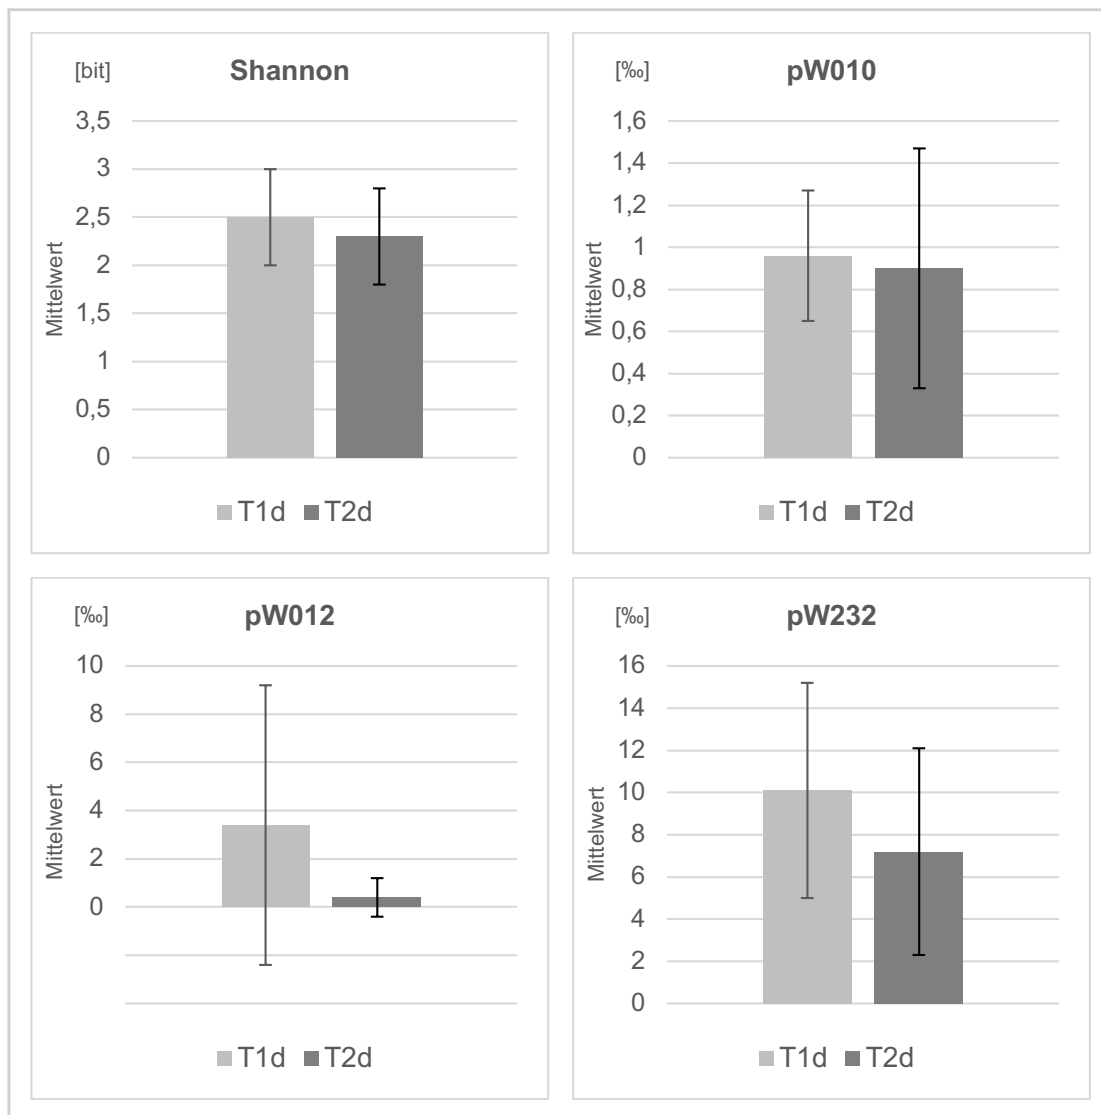 [bit] Shannon
3,5
3
2,5
2
1,5
1
0,5
0
Mittelwert
T1d T2d
[‰] pW010
1,6
1,4
1,2
1
0,8
0,6
0,4
0,2
0
Mittelwert
T1d T2d
[‰] pW012
10
8
6
4
2
0
Mittelwert
T1d T2d
[‰] pW232
16
14
12
10
8
6
4
2
0
Mittelwert
T1d T2d